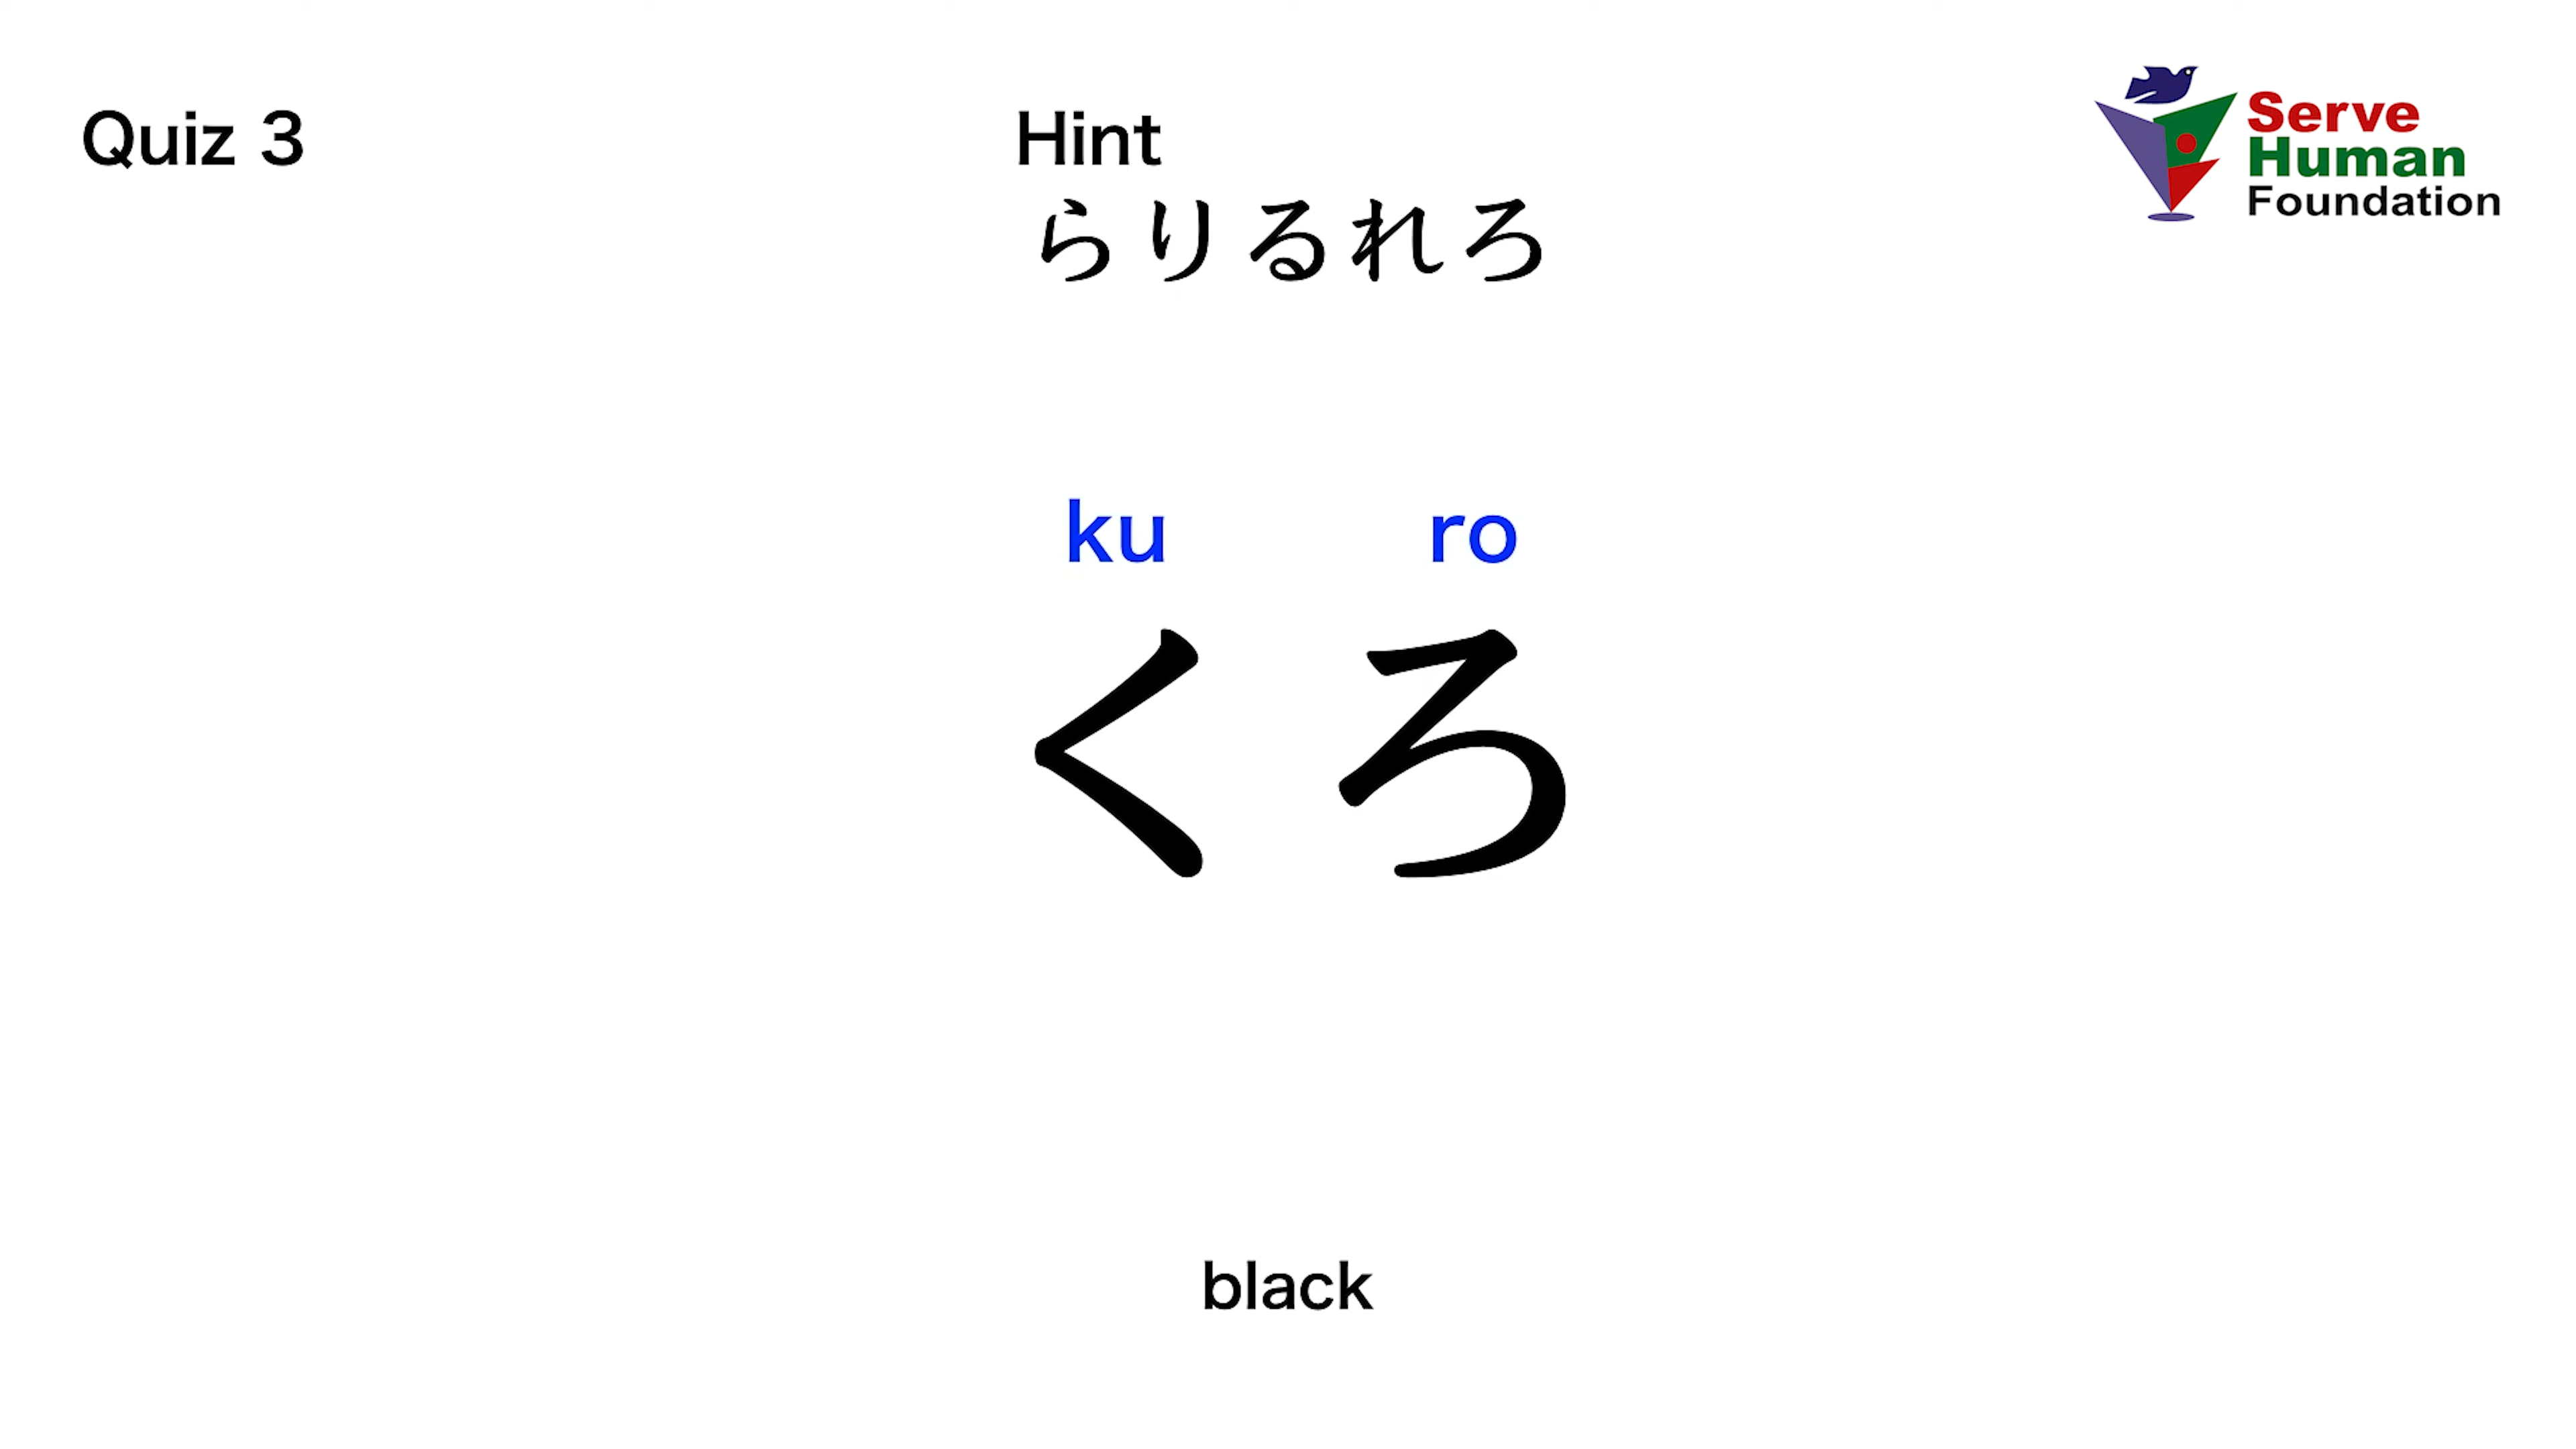 Quiz 3
Hint
らりるれろ
Serve
Human
Foundation
ku ro
くろ
black